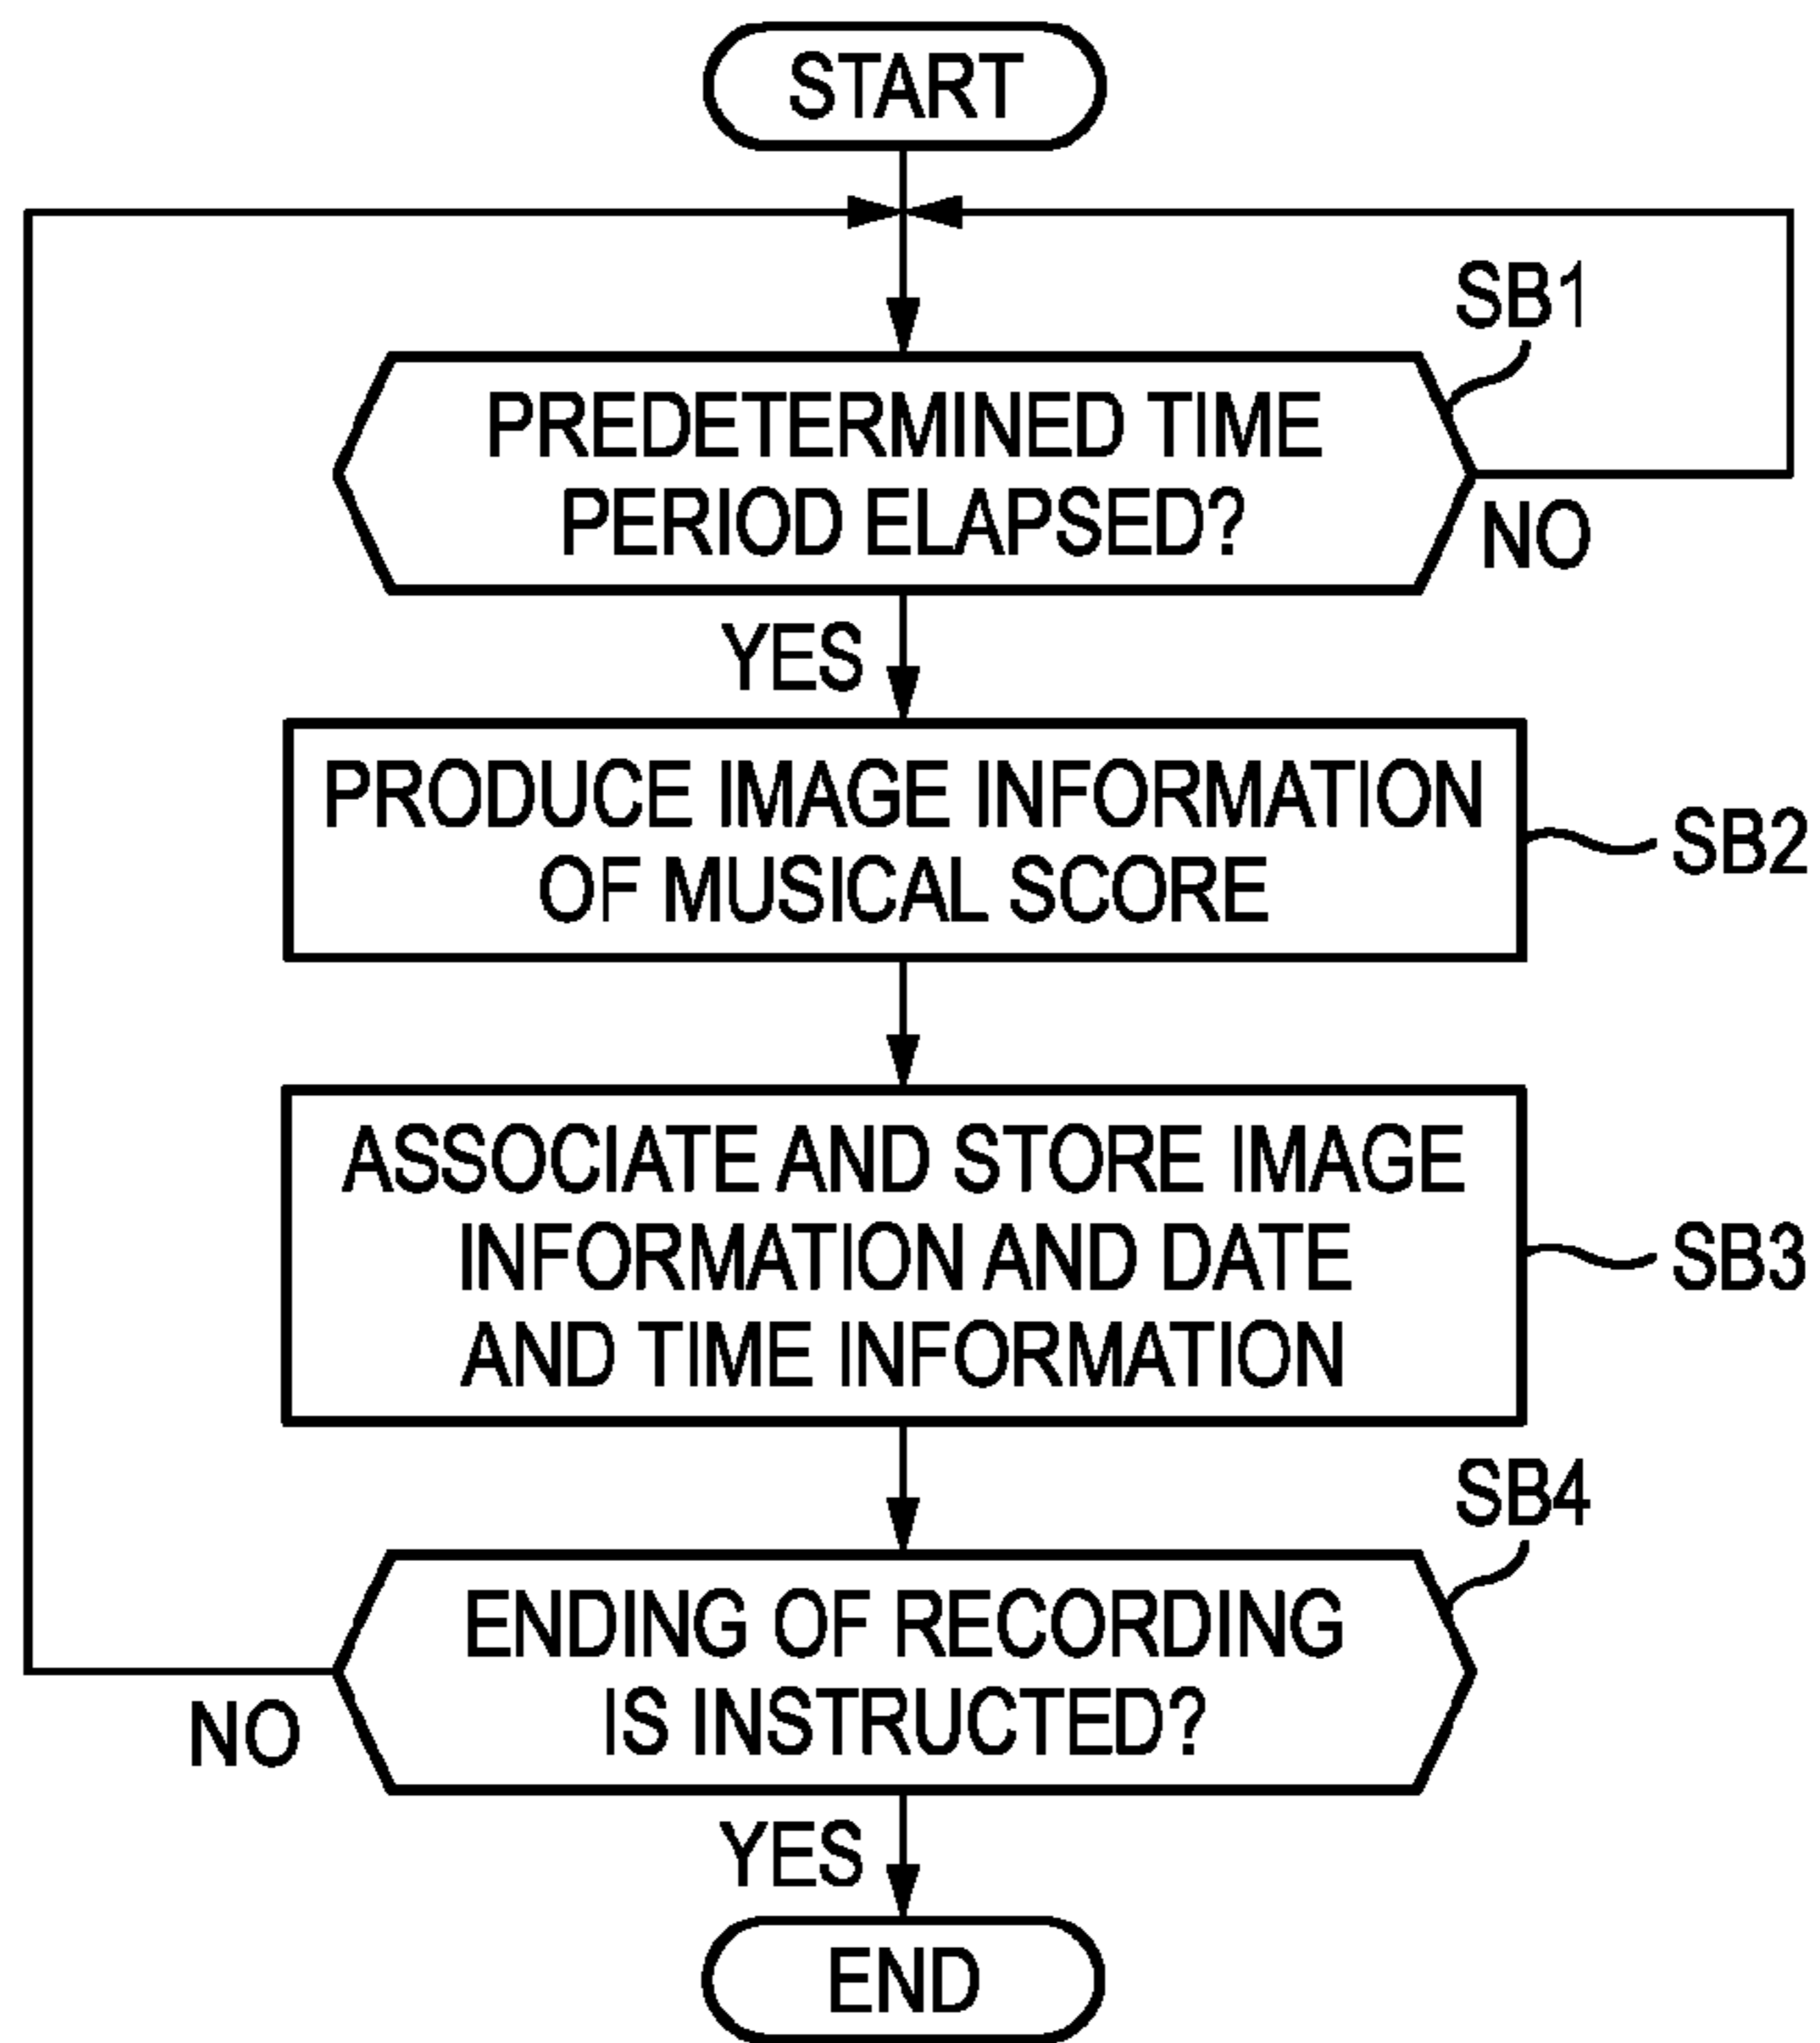 START
SB1
PREDETERMINED TIME
PERIOD ELAPSED?
NO
YES
PRODUCE IMAGE INFORMATION
OF MUSICAL SCORE
SB2
ASSOCIATE AND STORE IMAGE
INFORMATION AND DATE
AND TIME INFORMATION
SB3
SB4
ENDING OF RECORDING
IS INSTRUCTED?
NO
YES
END